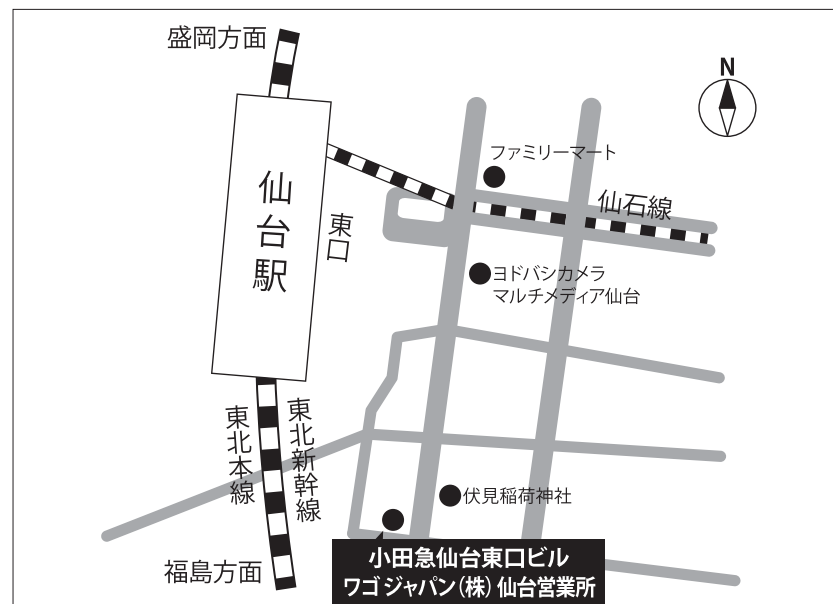 盛岡方面
N
ファミリーマート
仙台駅
東口
仙石線
ヨドバシカメラ
マルチメディア仙台
東北本線
東北新幹線
伏見稲荷神社
福島方面
小田急仙台東口ビル
ワゴジャパン(株)仙台営業所